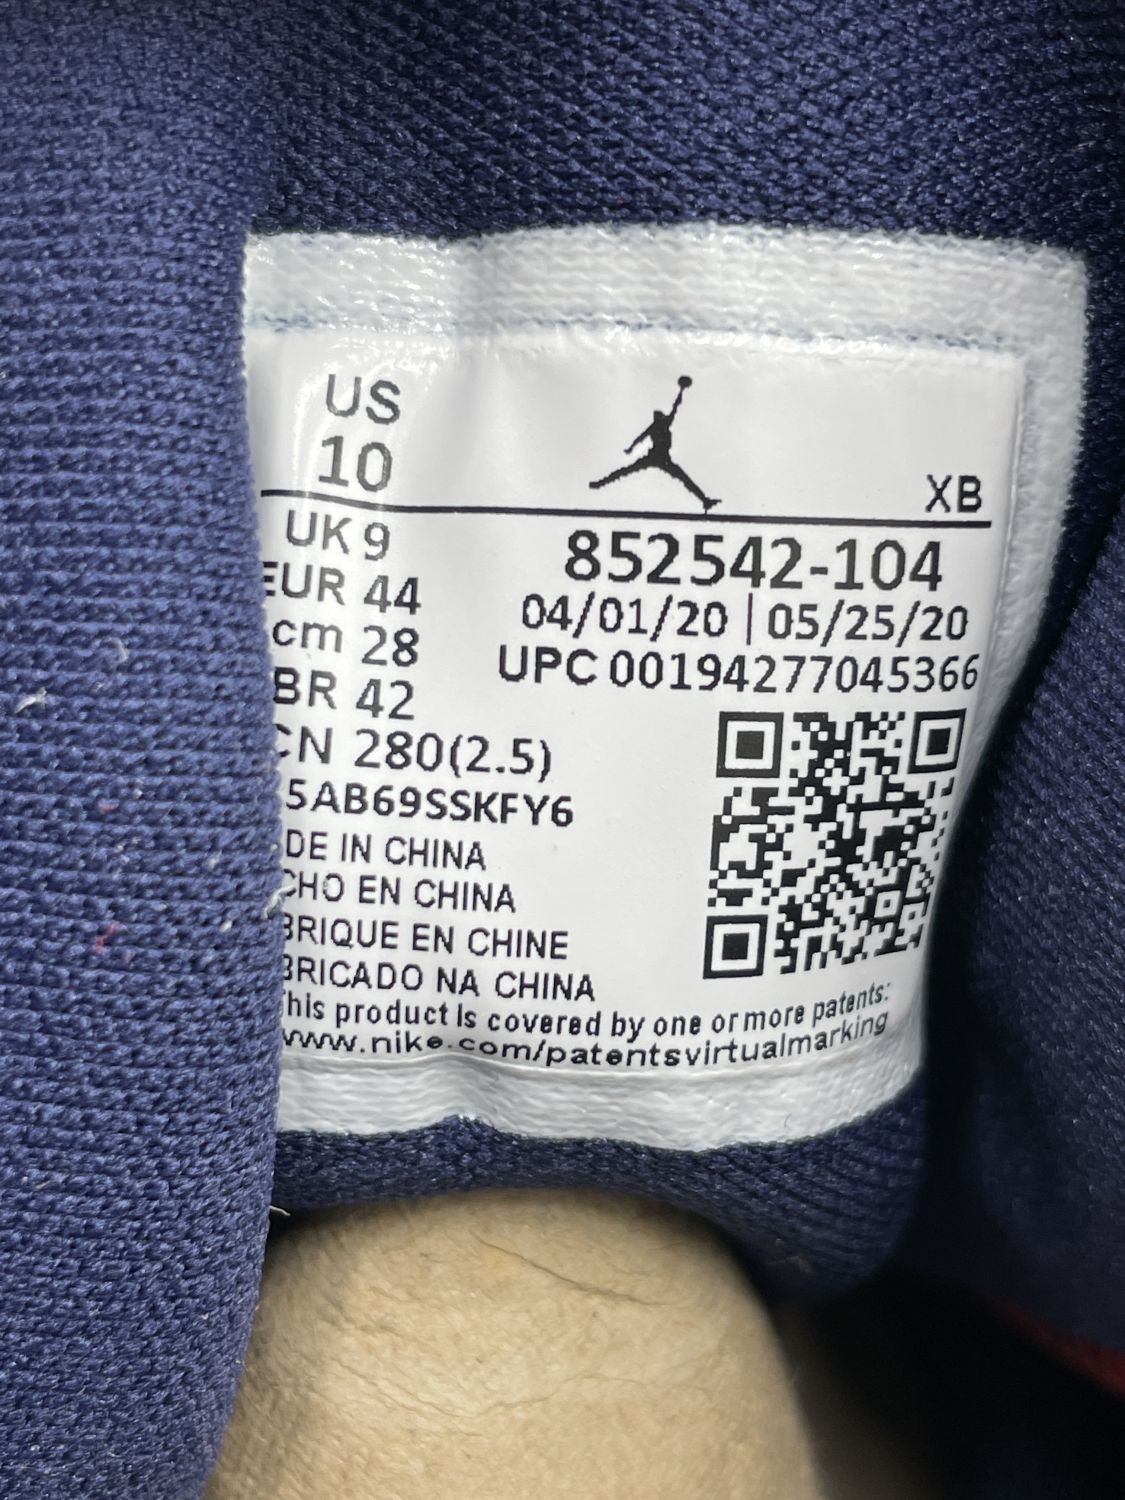 US
10
XB
UK 9
EUR 44
cm 28
BR 42
CN 280(2.5)
5AB69SSKFY6
852542-104
04/01/20 | 05/25/20
UPC 00194277045366
DE IN CHINA
CHO EN CHINA
BRIQUE EN CHINE
BRICADO NA CHINA
This product is covered by one or more patents:
www.nike.com/patentsvirtualmarking